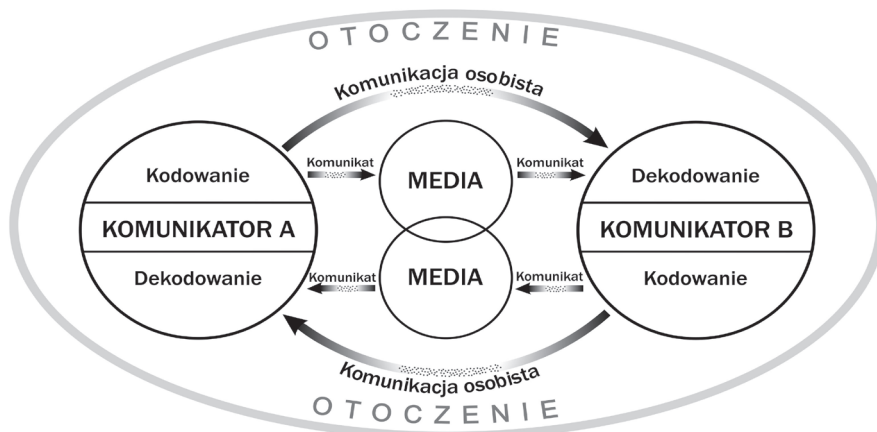 OTOCZENIE
Komunikacja osobista
Komunikat
Komunikat
Kodowanie
MEDIA
Dekodowanie
KOMUNIKATOR A
KOMUNIKATOR B
Dekodowanie
Komunikat
MEDIA
Komunikat
Kodowanie
Komunikacja osobista
OTOCZENIE